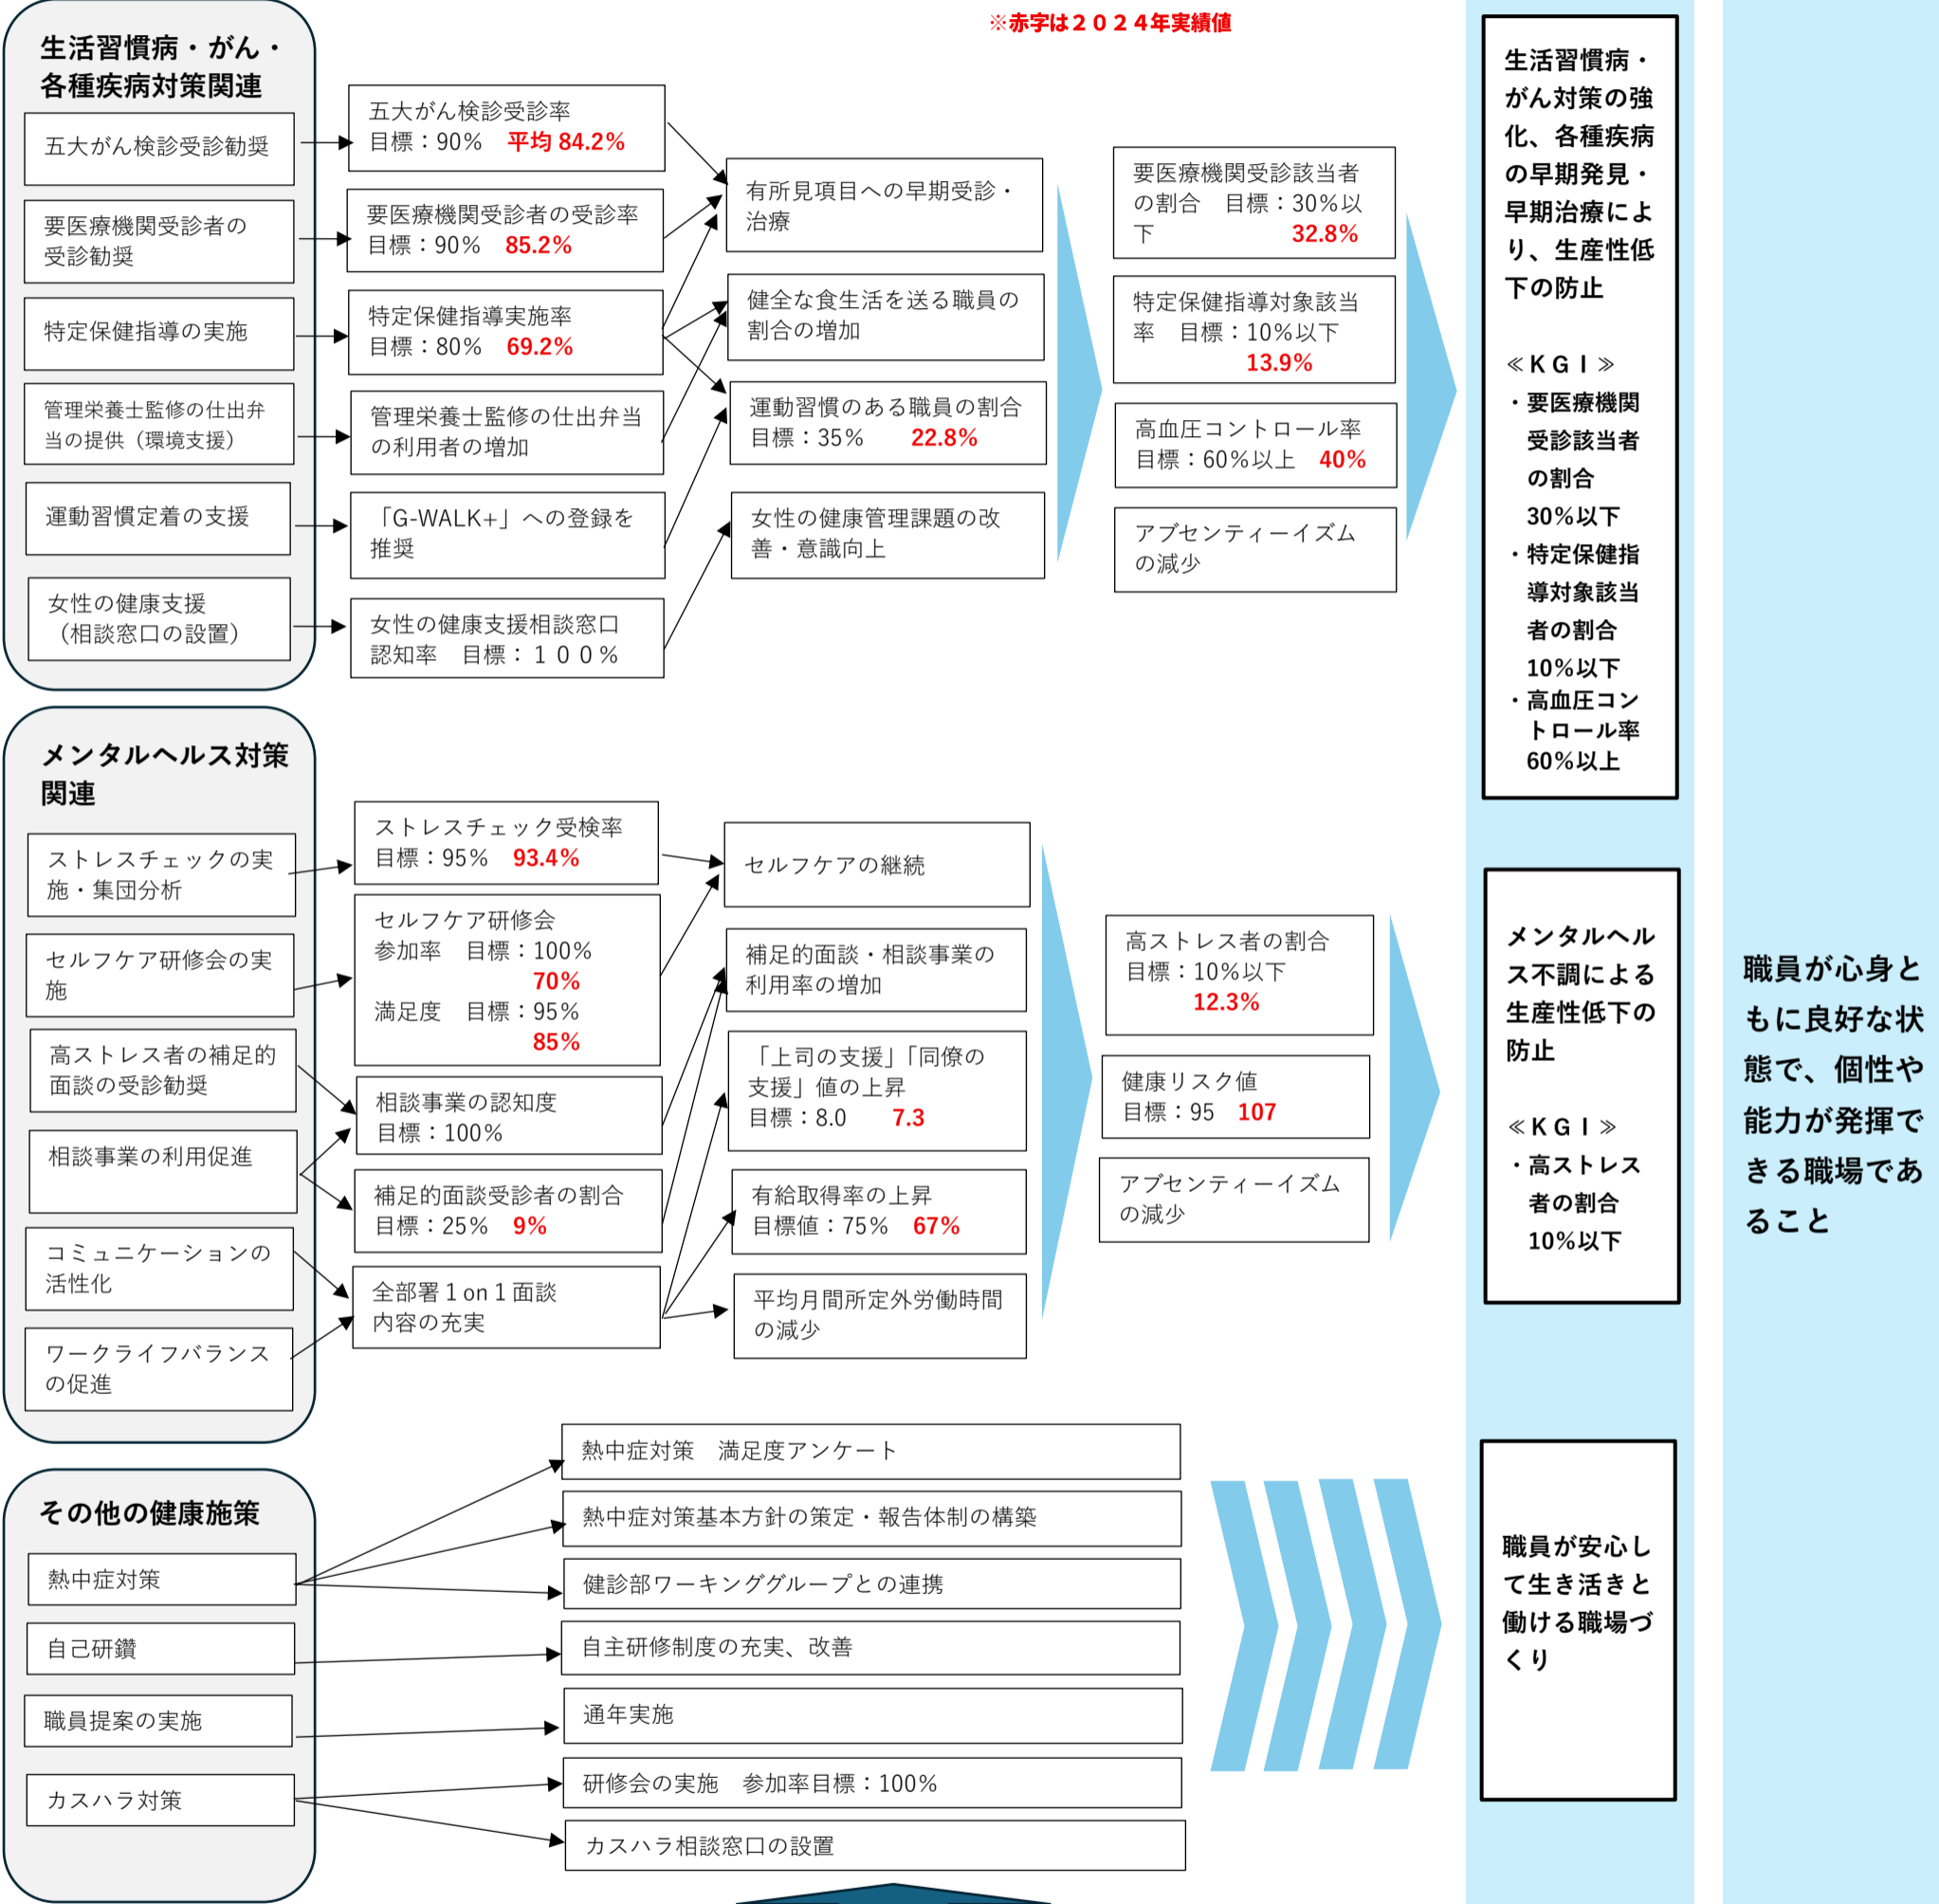 ※赤字は２０２４年実績値
生活習慣病・がん・
各種疾病対策関連
五大がん検診受診勧奨
要医療機関受診者の
受診勧奨
特定保健指導の実施
管理栄養士監修の仕出弁
当の提供（環境支援）
運動習慣定着の支援
女性の健康支援
（相談窓口の設置）
五大がん検診受診率
目標：90%　平均 84.2%
要医療機関受診者の受診率
目標：90%　85.2%
特定保健指導実施率
目標：80%　69.2%
管理栄養士監修の仕出弁当
の利用者の増加
「G-WALK+」への登録を
推奨
女性の健康支援相談窓口
認知率　目標：１００%
有所見項目への早期受診・
治療
健全な食生活を送る職員の
割合の増加
運動習慣のある職員の割合
目標：35%　22.8%
女性の健康管理課題の改
善・意識向上
要医療機関受診該当者
の割合　目標：30%以
下　32.8%
特定保健指導対象該当
率　目標：10%以下
13.9%
高血圧コントロール率
目標：60%以上　40%
アブセンティーイズム
の減少
生活習慣病・
がん対策の強
化、各種疾病
の早期発見・
早期治療によ
り、生産性低
下の防止
≪ＫＧＩ≫
・要医療機関
受診該当者
の割合
30%以下
・特定保健指
導対象該当
者の割合
10%以下
・高血圧コン
トロール率
60%以上
メンタルヘルス対策
関連
ストレスチェックの実
施・集団分析
セルフケア研修会の実
施
高ストレス者の補足的
面談の受診勧奨
相談事業の利用促進
コミュニケーションの
活性化
ワークライフバランス
の促進
ストレスチェック受検率
目標：95%　93.4%
セルフケア研修会
参加率　目標：100%
70%
満足度　目標：95%
85%
相談事業の認知度
目標：100%
補足的面談受診者の割合
目標：25%　9%
全部署１on１面談
内容の充実
セルフケアの継続
補足的面談・相談事業の
利用率の増加
「上司の支援」「同僚の
支援」値の上昇
目標：8.0　7.3
有給取得率の上昇
目標値：75%　67%
平均月間所定外労働時間
の減少
高ストレス者の割合
目標：10%以下
12.3%
健康リスク値
目標：95　107
アブセンティーイズム
の減少
メンタルヘル
ス不調による
生産性低下の
防止
≪ＫＧＩ≫
・高ストレス
者の割合
10%以下
その他の健康施策
熱中症対策
自己研鑽
職員提案の実施
カスハラ対策
熱中症対策　満足度アンケート
熱中症対策基本方針の策定・報告体制の構築
健診部ワーキンググループとの連携
自主研修制度の充実、改善
通年実施
研修会の実施　参加率目標：100%
カスハラ相談窓口の設置
職員が安心し
て生き活きと
働ける職場づ
くり
職員が心身と
もに良好な状
態で、個性や
能力が発揮で
きる職場であ
ること